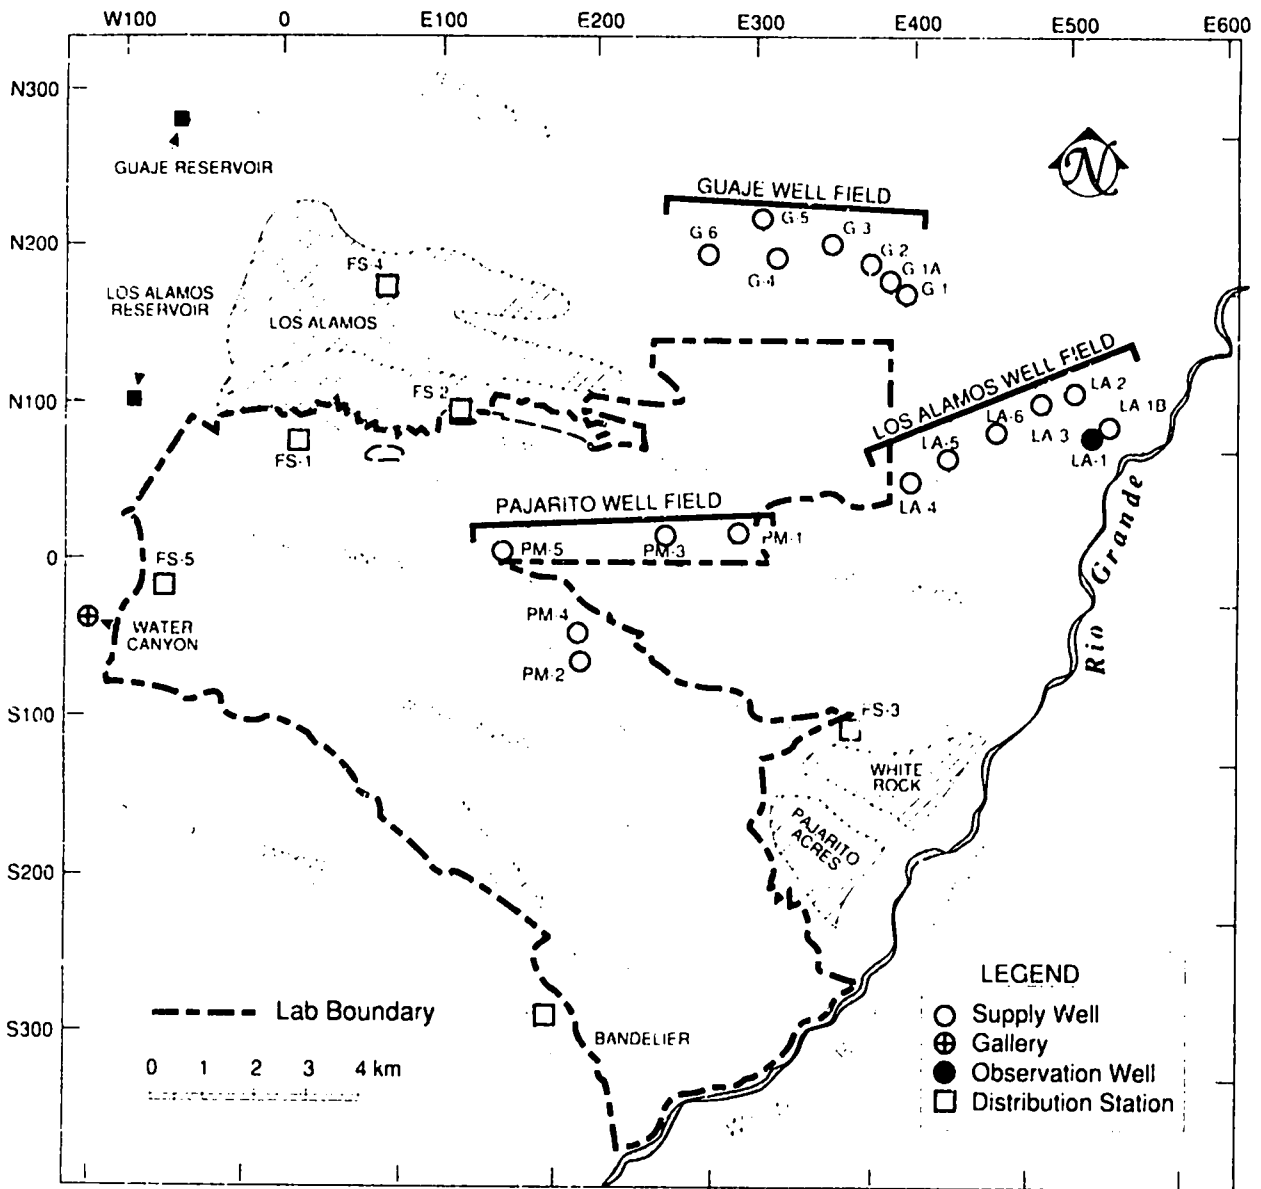 W100 0 E100 E200 E300 E400 E500 E600
N300
GUAJE RESERVOIR
N
GUAJE WELL FIELD
G-6
G-5
G-3
G-2
G-1A
G-4
G-1
N200
FS-4
LOS ALAMOS
RESERVOIR
LOS ALAMOS
LOS ALAMOS WELL FIELD
FS-2
N100
FS-1
LA-2
LA-1B
LA-6
LA-3
LA-1
LA-5
LA-4
PAJARITO WELL FIELD
PM-5
PM-3
PM-1
0
FS-5
WATER
CANYON
PM-4
PM-2
Rio Grande
S100
FS-3
WHITE
ROCK
PAJARITO
ACRES
S200
S300
Lab Boundary
0 1 2 3 4 km
BANDELIER
LEGEND
Supply Well
Gallery
Observation Well
Distribution Station